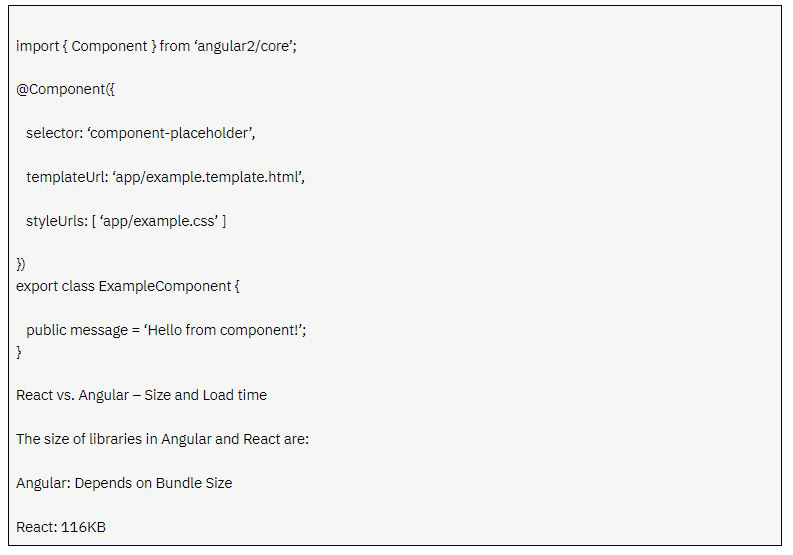 import { Component } from ‘angular2/core’;
@Component({
selector: ‘component-placeholder’,
templateUrl: ‘app/example.template.html’,
styleUrls: [ ‘app/example.css’ ]
})
export class ExampleComponent {
public message = ‘Hello from component!’;
}
React vs. Angular – Size and Load time
The size of libraries in Angular and React are:
Angular: Depends on Bundle Size
React: 116KB